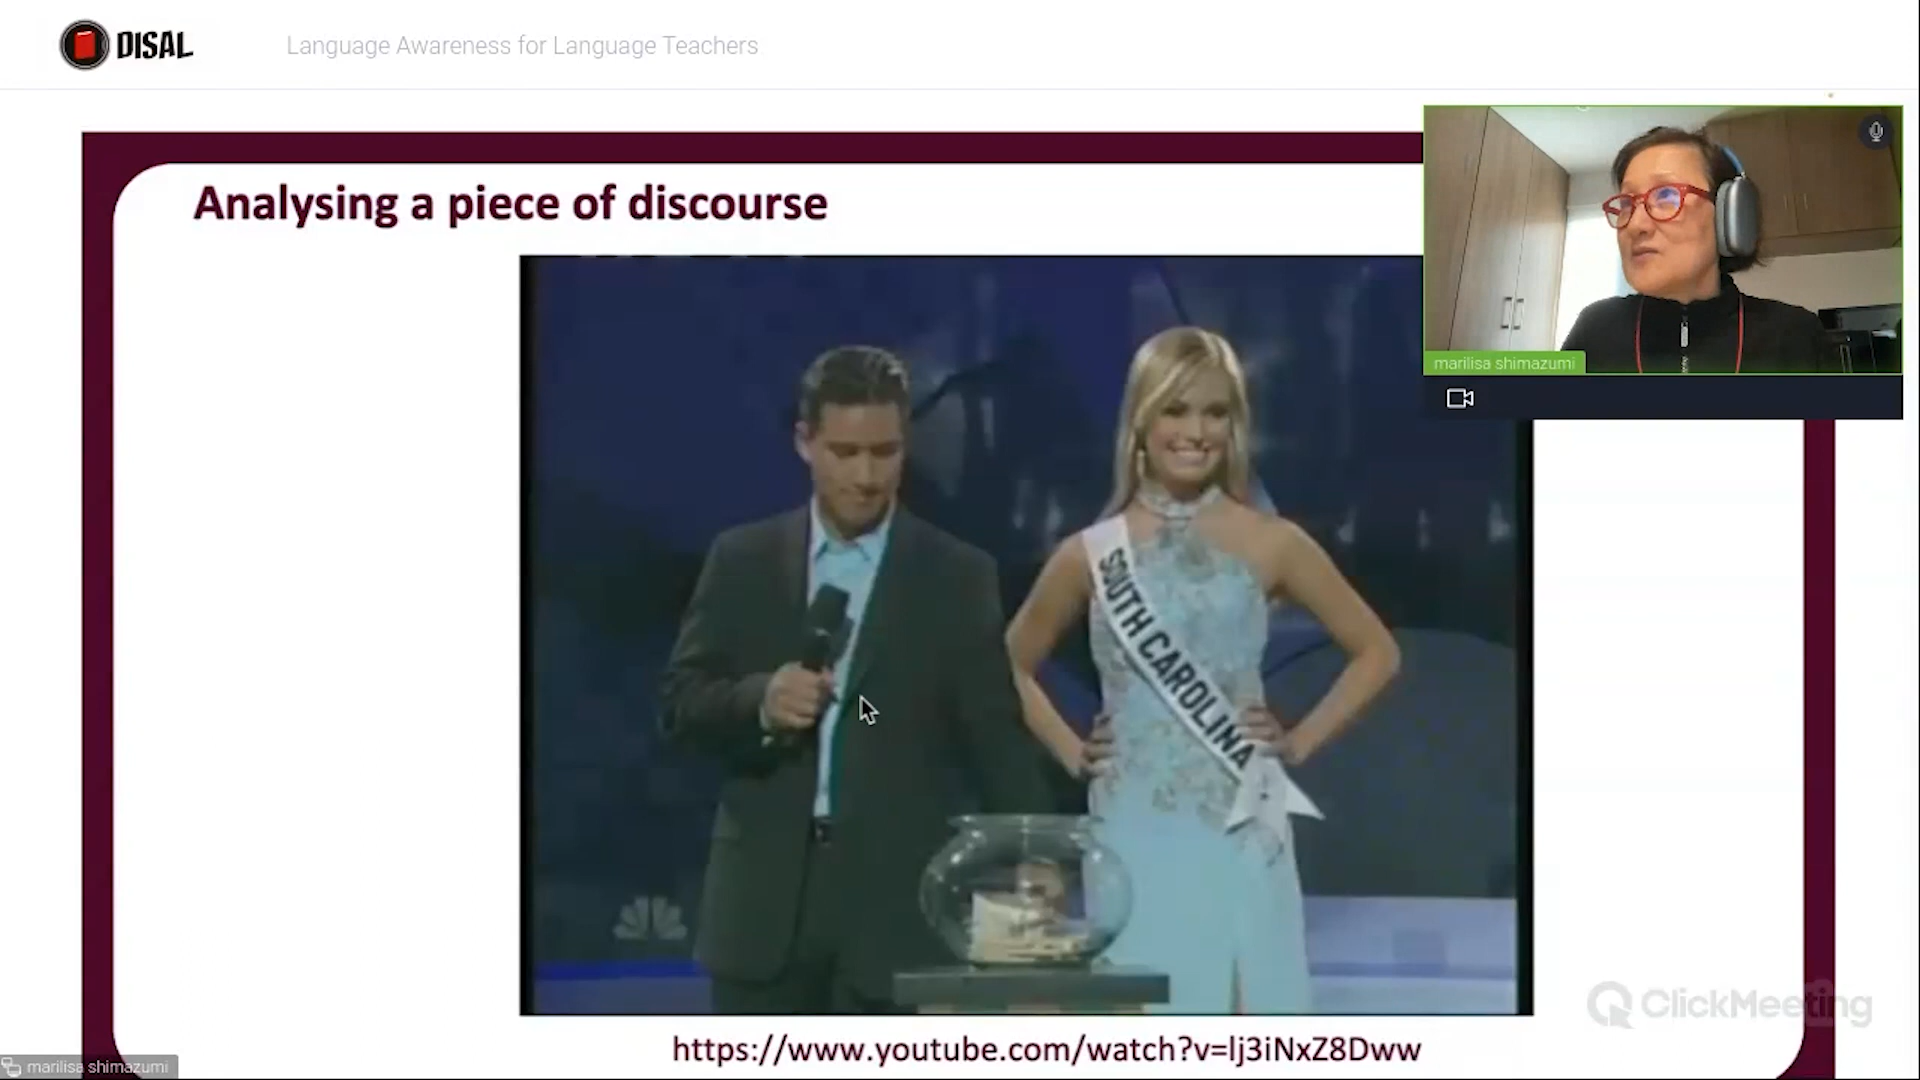 DISAL
Language Awareness for Language Teachers
Analysing a piece of discourse
marilisa shimazumi
SOUTH CAROLINA
ClickMeeting
https://www.youtube.com/watch?v=lj3iNxZ8Dww
marilisa shimazumi